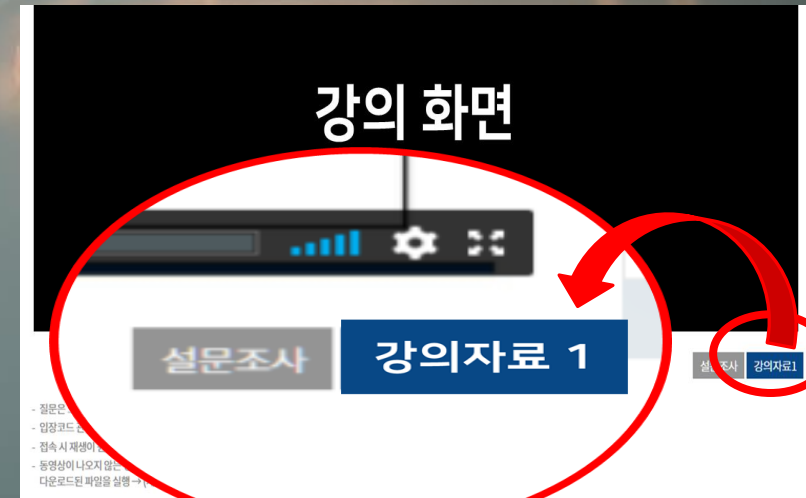 강의 화면
설문조사
강의자료 1
설 조사
강의자료1
- 질문은
- 입장코드
- 접속 시 재생이
- 동영상이 나오지 않는
다운로드된 파일을 실행 → (